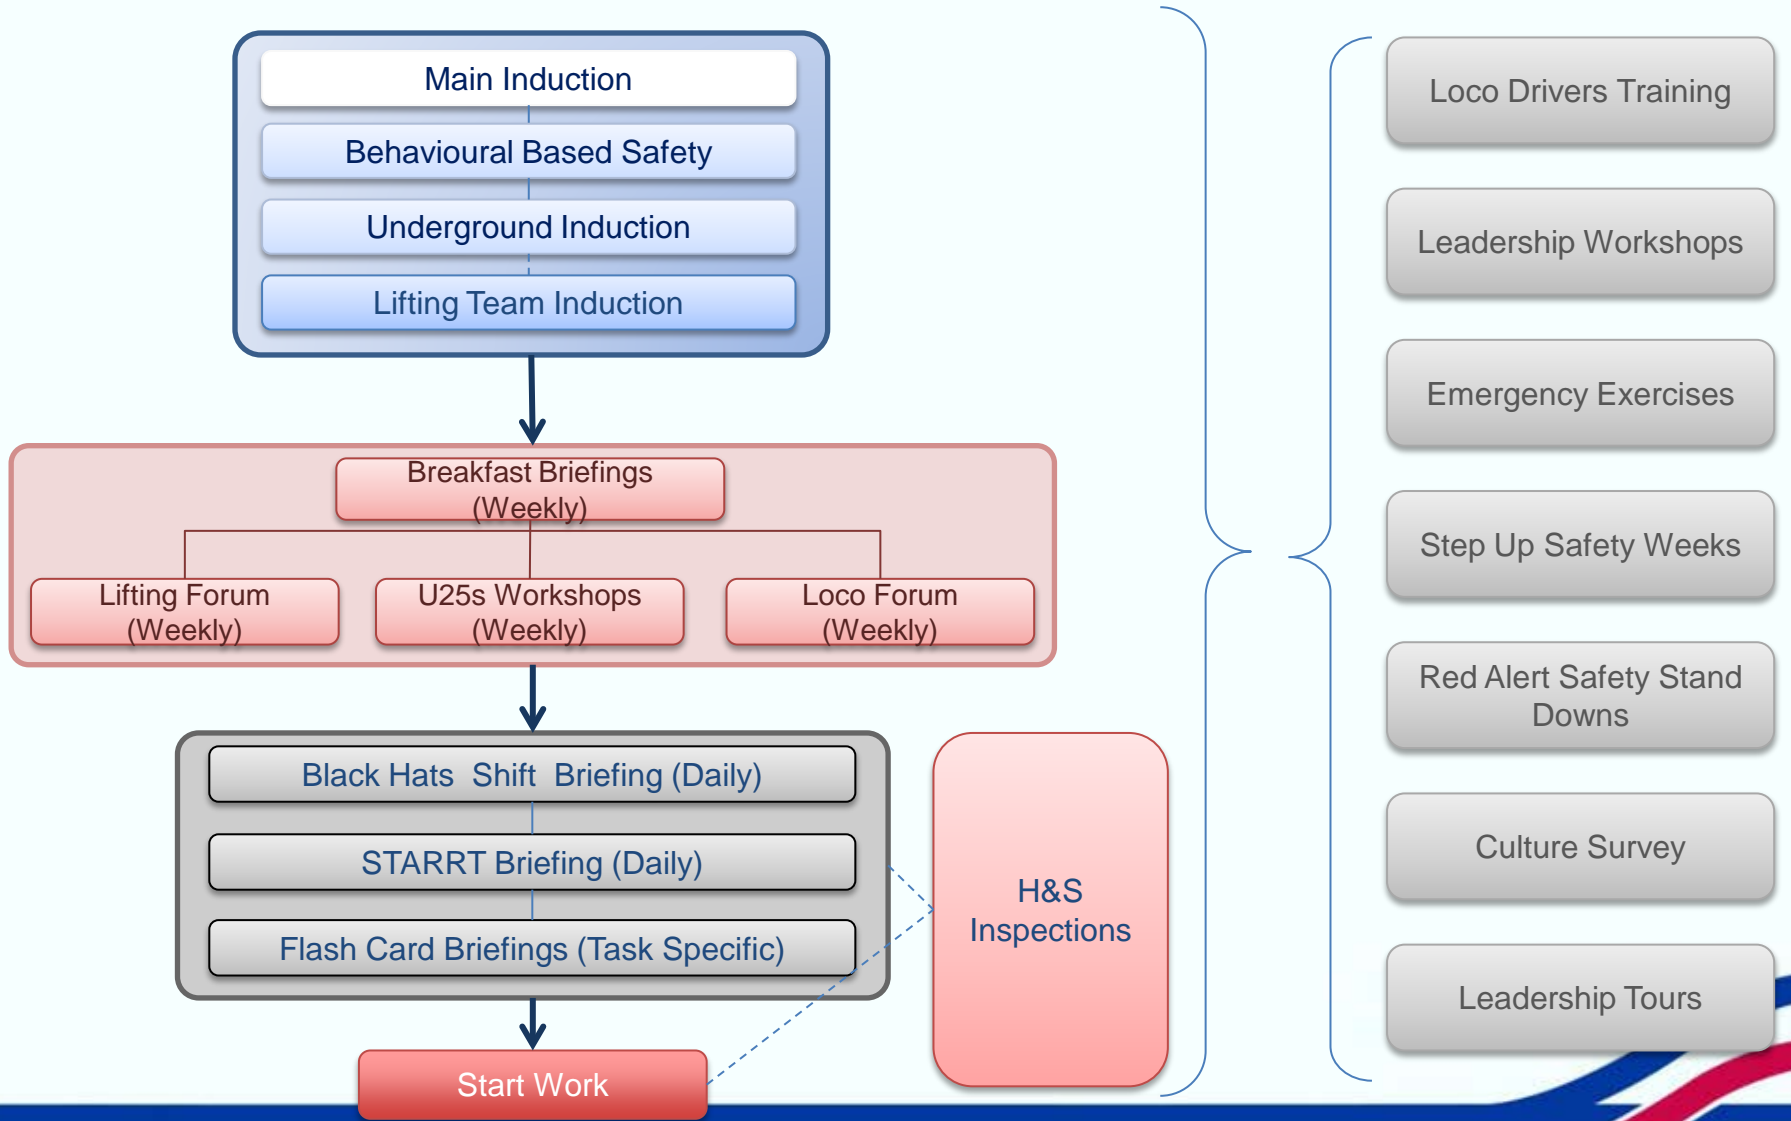 Main Induction
Behavioural Based Safety
Underground Induction
Lifting Team Induction
Breakfast Briefings
(Weekly)
Lifting Forum
(Weekly)
U25s Workshops
(Weekly)
Loco Forum
(Weekly)
Black Hats Shift Briefing (Daily)
STARRT Briefing (Daily)
Flash Card Briefings (Task Specific)
Start Work
H&S
Inspections
Loco Drivers Training
Leadership Workshops
Emergency Exercises
Step Up Safety Weeks
Red Alert Safety Stand
Downs
Culture Survey
Leadership Tours